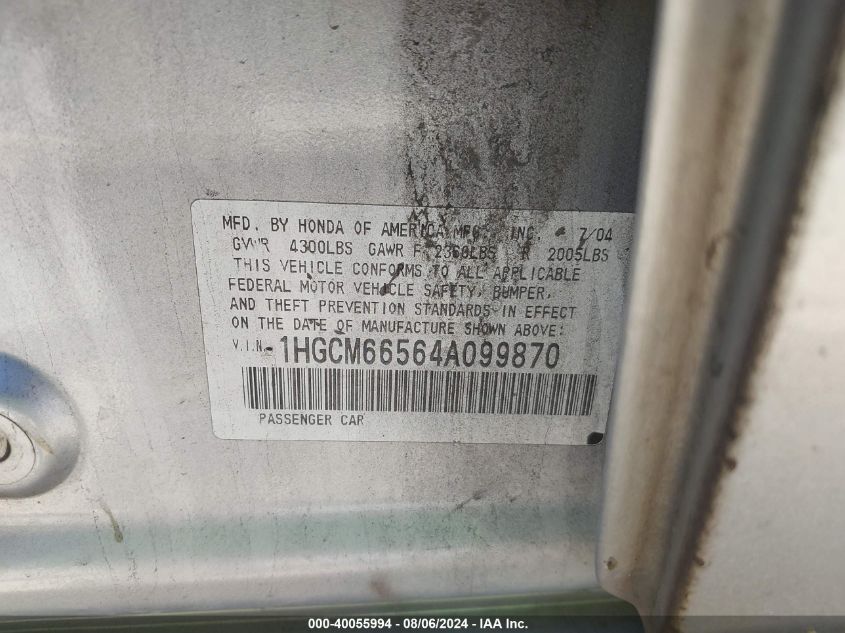 MFD. BY HONDA OF AMERICA MFG., INC. 7/04
GVWR 4300LBS GAWR F 2360LBS R 2005LBS
THIS VEHICLE CONFORMS TO ALL APPLICABLE
FEDERAL MOTOR VEHICLE SAFETY, BUMPER,
AND THEFT PREVENTION STANDARDS IN EFFECT
ON THE DATE OF MANUFACTURE SHOWN ABOVE:
V.I.N. 1HGCM66564A099870
PASSENGER CAR
000-40055994 - 08/06/2024 - IAA Inc.